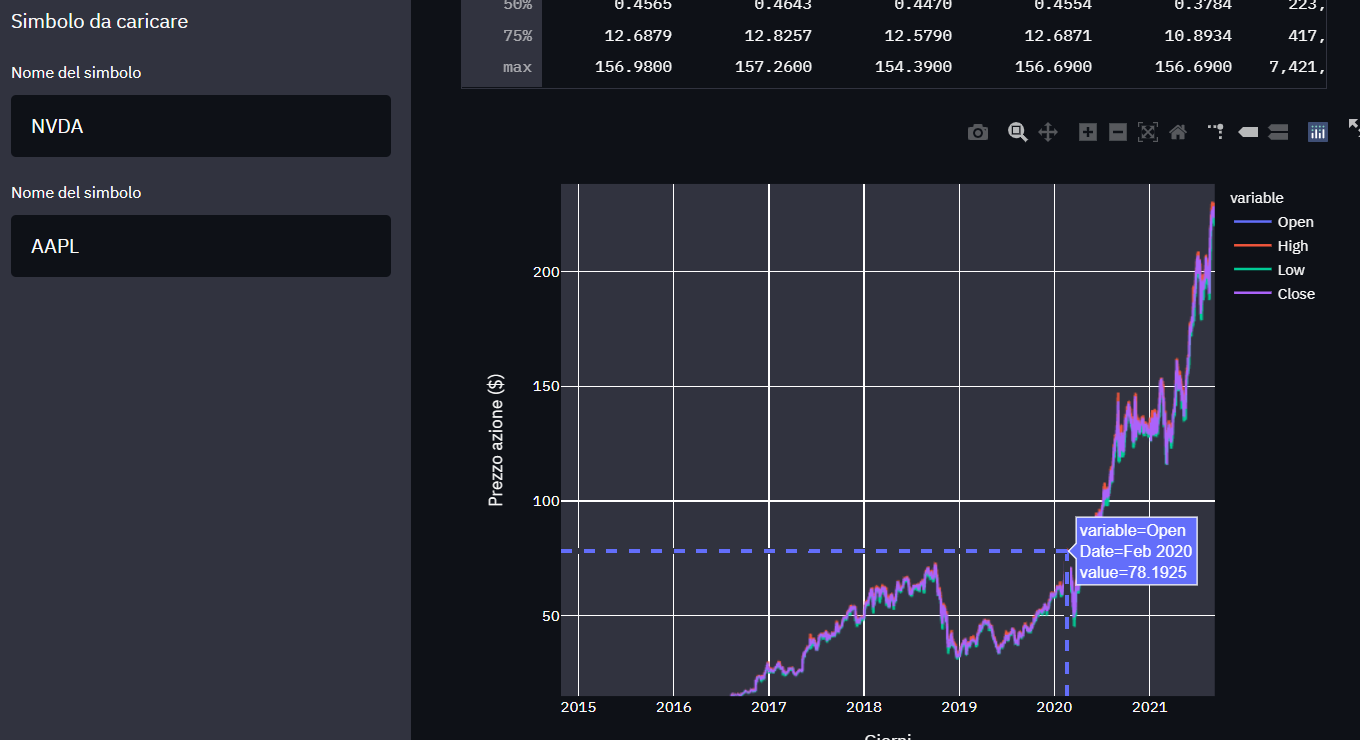 Simbolo da caricare
Nome del simbolo
NVDA
Nome del simbolo
AAPL
50% 0.4565 0.4643 0.4470 0.4554 0.3784 223,
75% 12.6879 12.8257 12.5790 12.6871 10.8934 417,
max 156.9800 157.2600 154.3900 156.6900 156.6900 7,421,
variable
Open
High
Low
Close
Prezzo azione ($)
200
150
100
50
variable=Open
Date=Feb 2020
value=78.1925
2015 2016 2017 2018 2019 2020 2021
Giorni